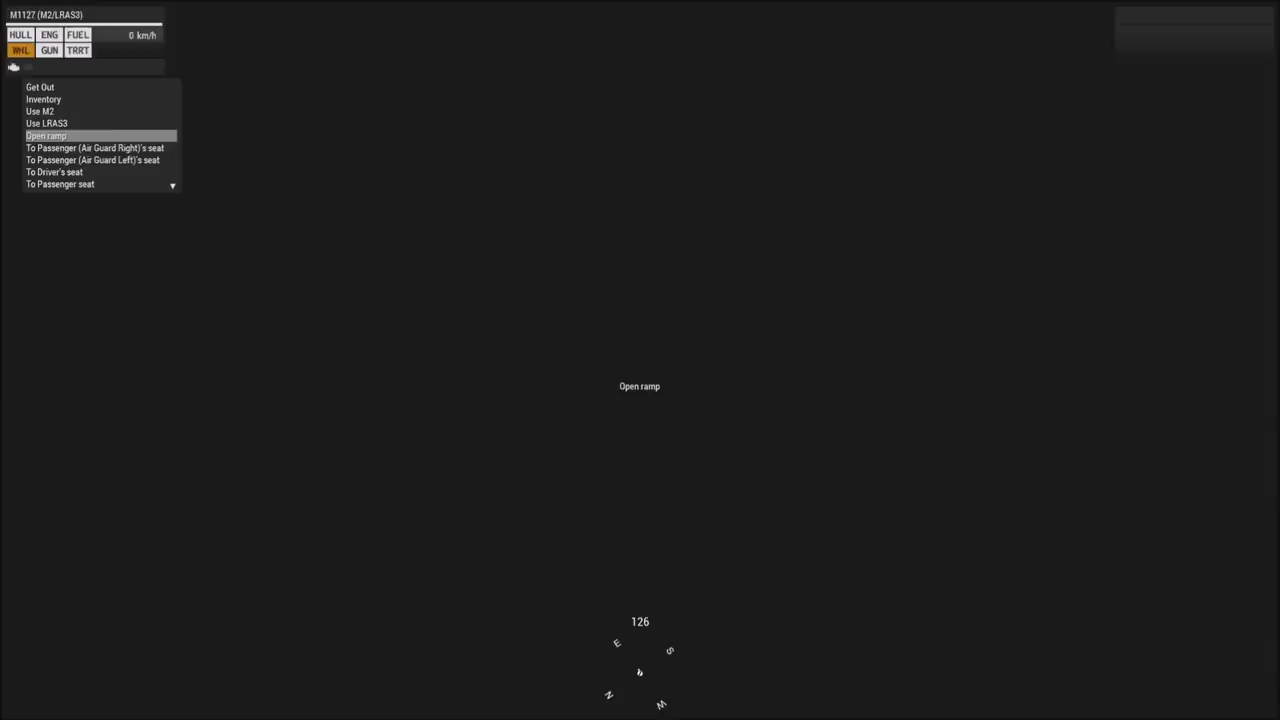 M1127 (M2/LRAS3)
HULL ENG FUEL 0 km/h
WHL GUN TRRT
Get Out
Inventory
Use M2
Use LRAS3
Open ramp
To Passenger (Air Guard Right)'s seat
To Passenger (Air Guard Left)'s seat
To Driver's seat
To Passenger seat
Open ramp
126
E S
N W